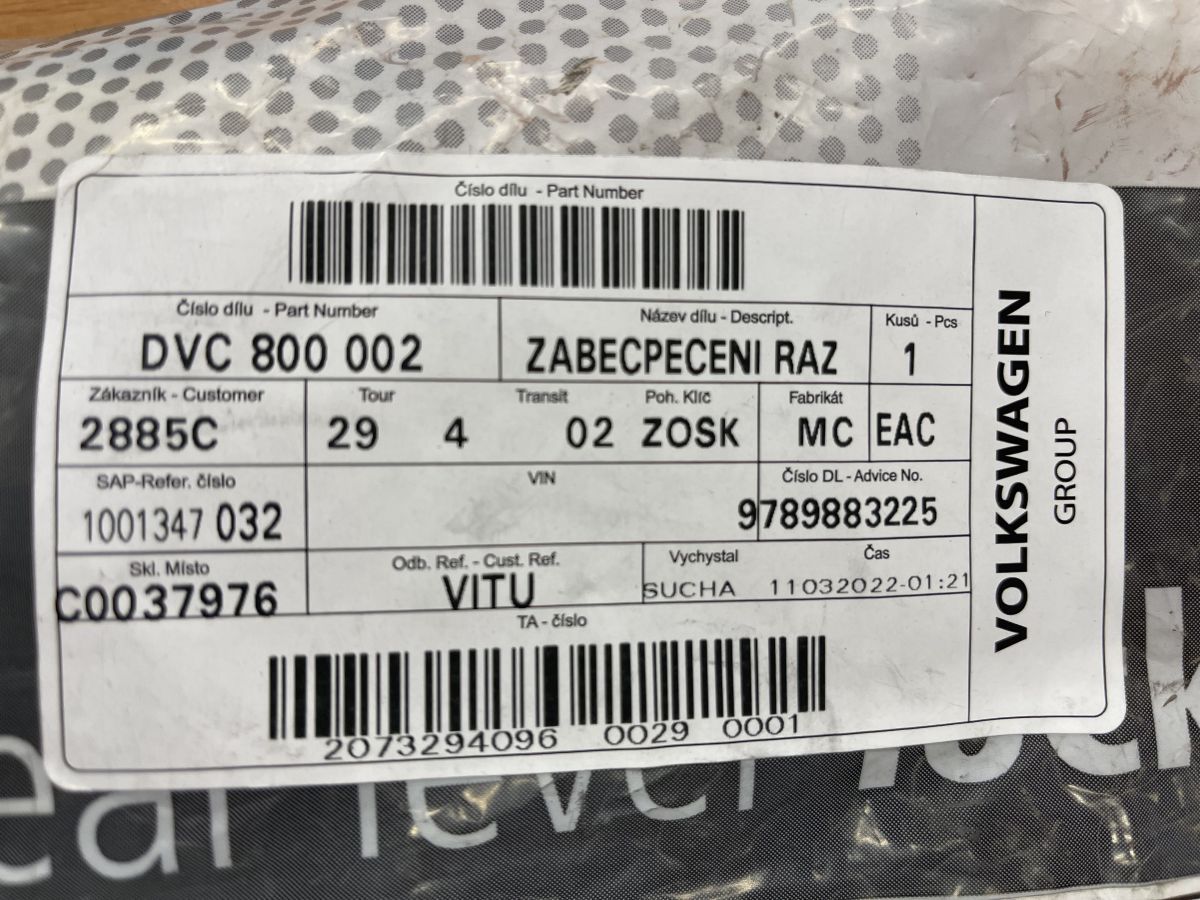 Číslo dílu - Part Number
Číslo dílu - Part Number
DVC 800 002
Název dílu - Descript.
ZABECPECENI RAZ
Kusů - Pcs
1
Zákazník - Customer
2885C
Tour
29 4
Transit
02
Poh. Klíč
ZOSK
Fabrikát
MC
EAC
SAP-Refer. číslo
1001347 032
VIN
Číslo DL - Advice No.
9789883225
Skl. Místo
C0037976
Odb. Ref. - Cust. Ref.
VITU
Vychystal
SUCHA
Čas
11032022-01:21
TA - číslo
2073294096 0029 0001
VOLKSWAGEN
GROUP
ear lever lock